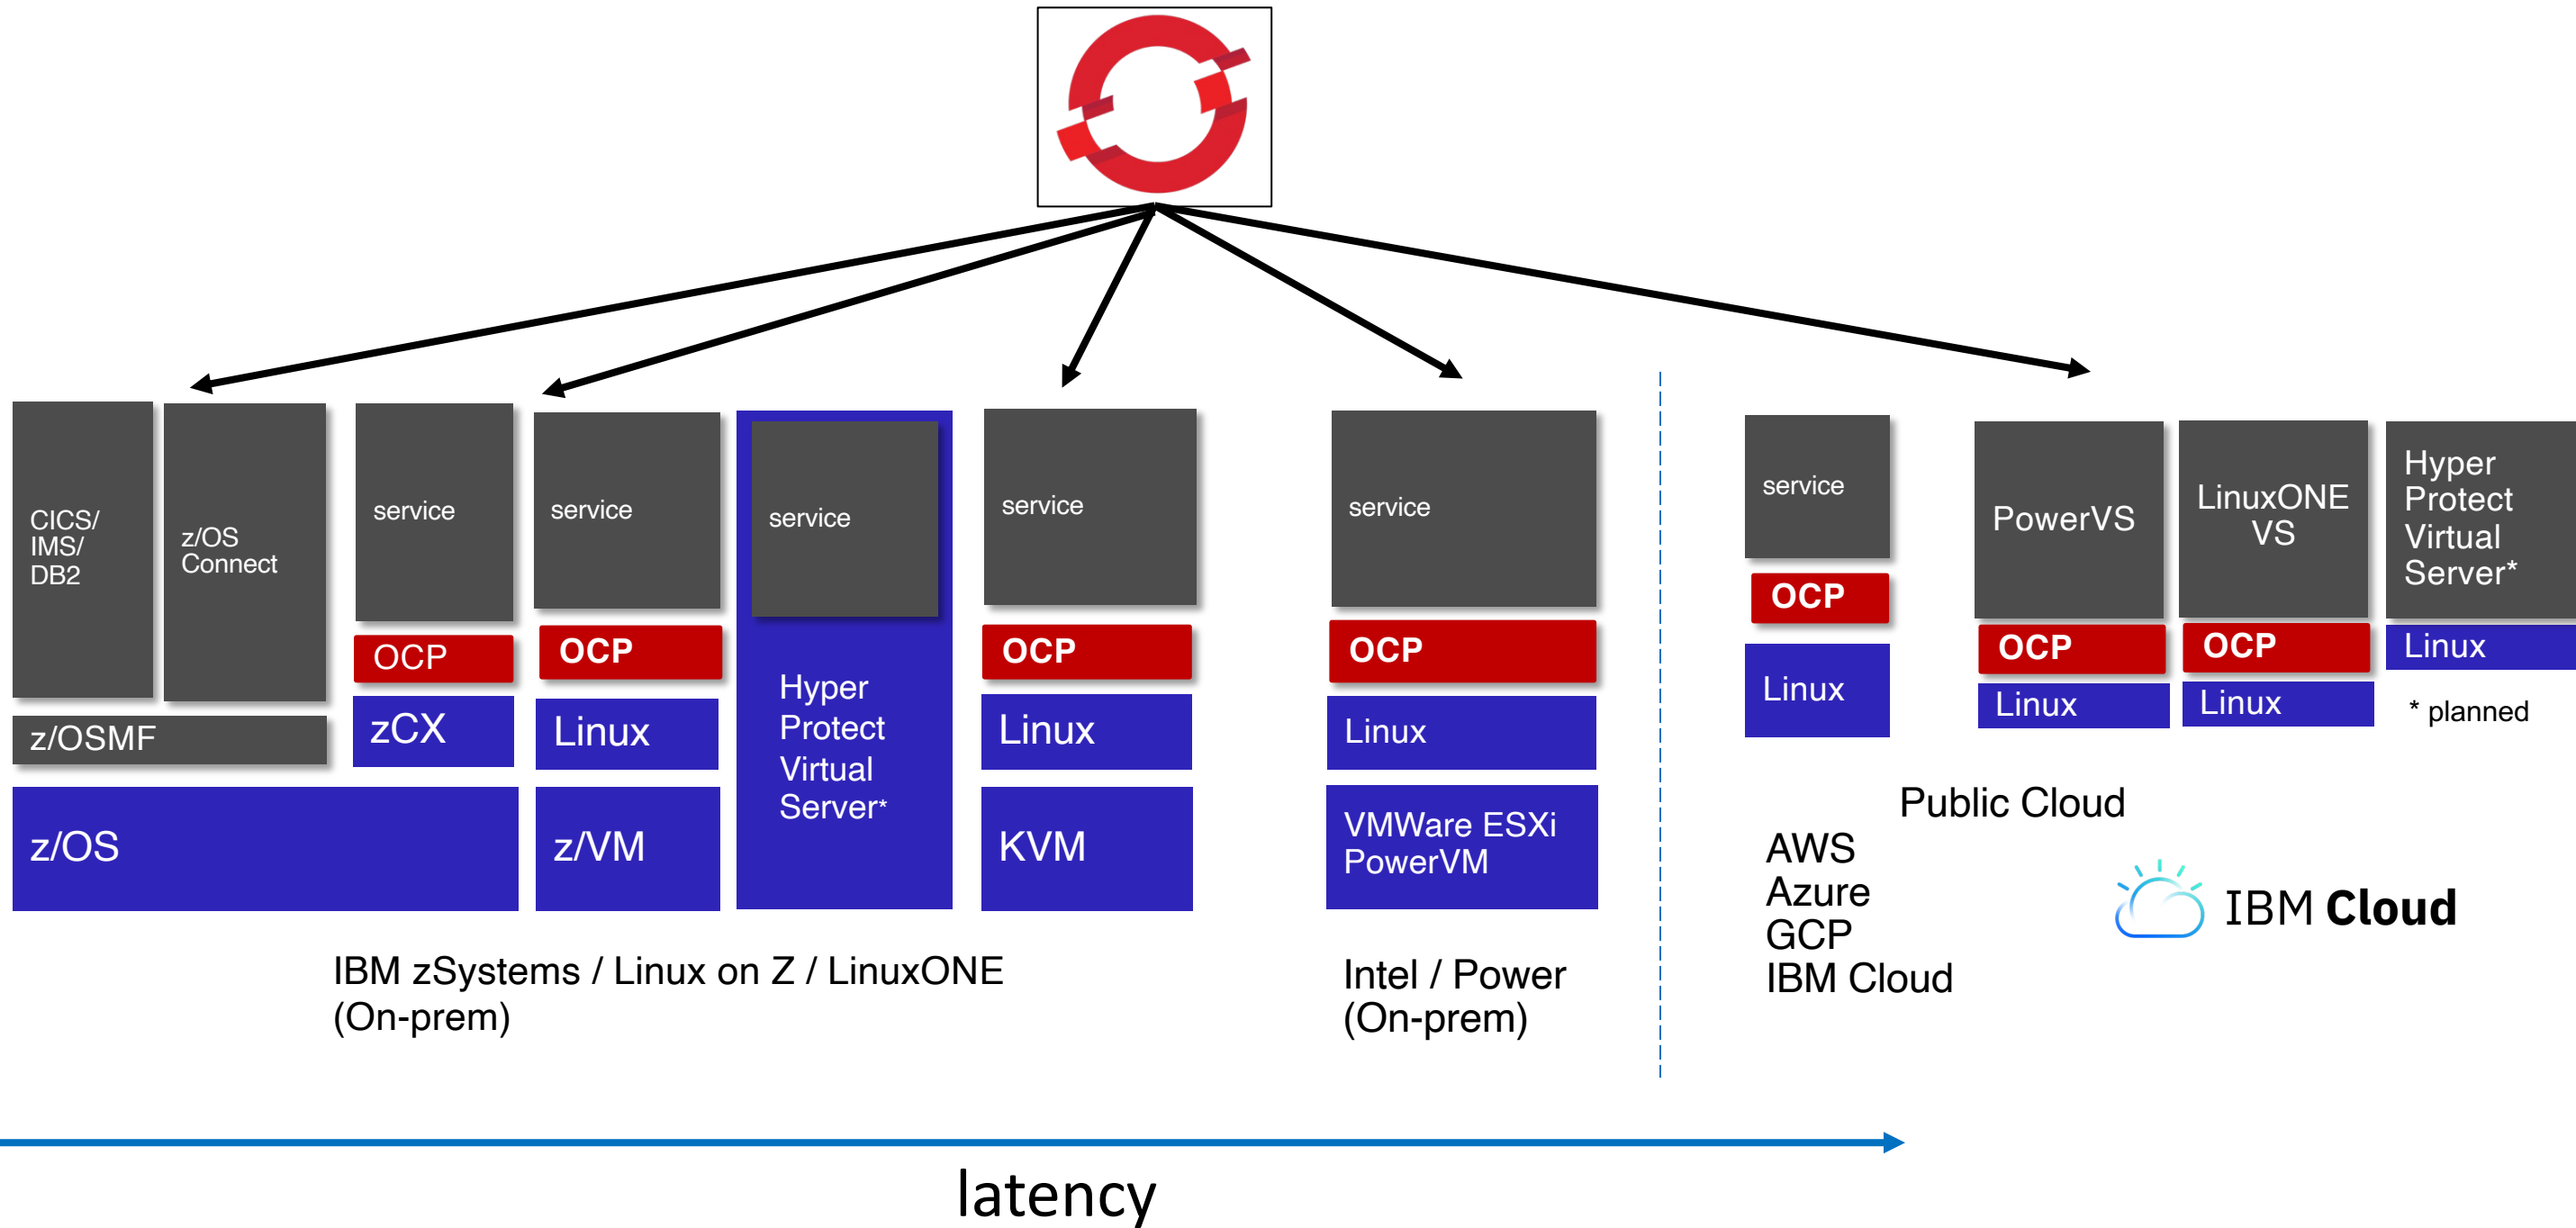 CICS/
IMS/
DB2
z/OS
Connect
z/OSMF
z/OS
service
OCP
zCX
service
OCP
Linux
z/VM
service
Hyper
Protect
Virtual
Server*
service
OCP
Linux
KVM
IBM zSystems / Linux on Z / LinuxONE
(On-prem)
service
OCP
Linux
VMWare ESXi
PowerVM
Intel / Power
(On-prem)
service
OCP
Linux
PowerVS
OCP
Linux
LinuxONE
VS
OCP
Linux
Hyper
Protect
Virtual
Server*
Linux
* planned
Public Cloud
AWS
Azure
GCP
IBM Cloud
IBM Cloud
latency